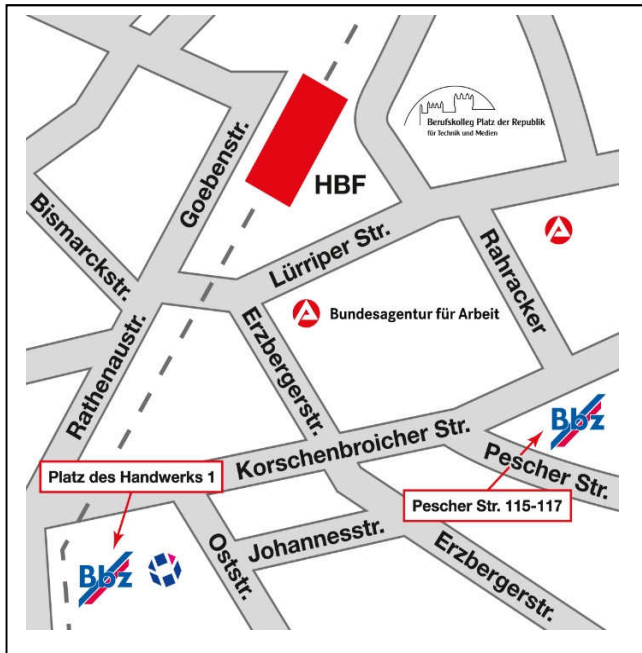 Berufskolleg Platz der Republik
für Technik und Medien
Goebenstr.
HBF
Bismarckstr.
Lürriper Str.
Rahracker
Bundesagentur für Arbeit
Rathenaustr.
Erzbergerstr.
Bbz
Korschenbroicher Str.
Pescher Str.
Platz des Handwerks 1
Pescher Str. 115-117
Oststr.
Johannesstr.
Erzbergerstr.
Bbz